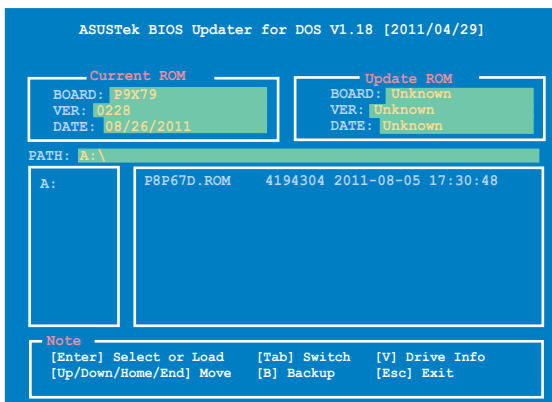 ASUSTek BIOS Updater for DOS V1.18 [2011/04/29]
Current ROM
BOARD: P9X79
VER: 0228
DATE: 08/26/2011
Update ROM
BOARD: Unknown
VER: Unknown
DATE: Unknown
PATH: A:\
A:
P8P67D.ROM 4194304 2011-08-05 17:30:48
Note
[Enter] Select or Load [Tab] Switch [V] Drive Info
[Up/Down/Home/End] Move [B] Backup [Esc] Exit